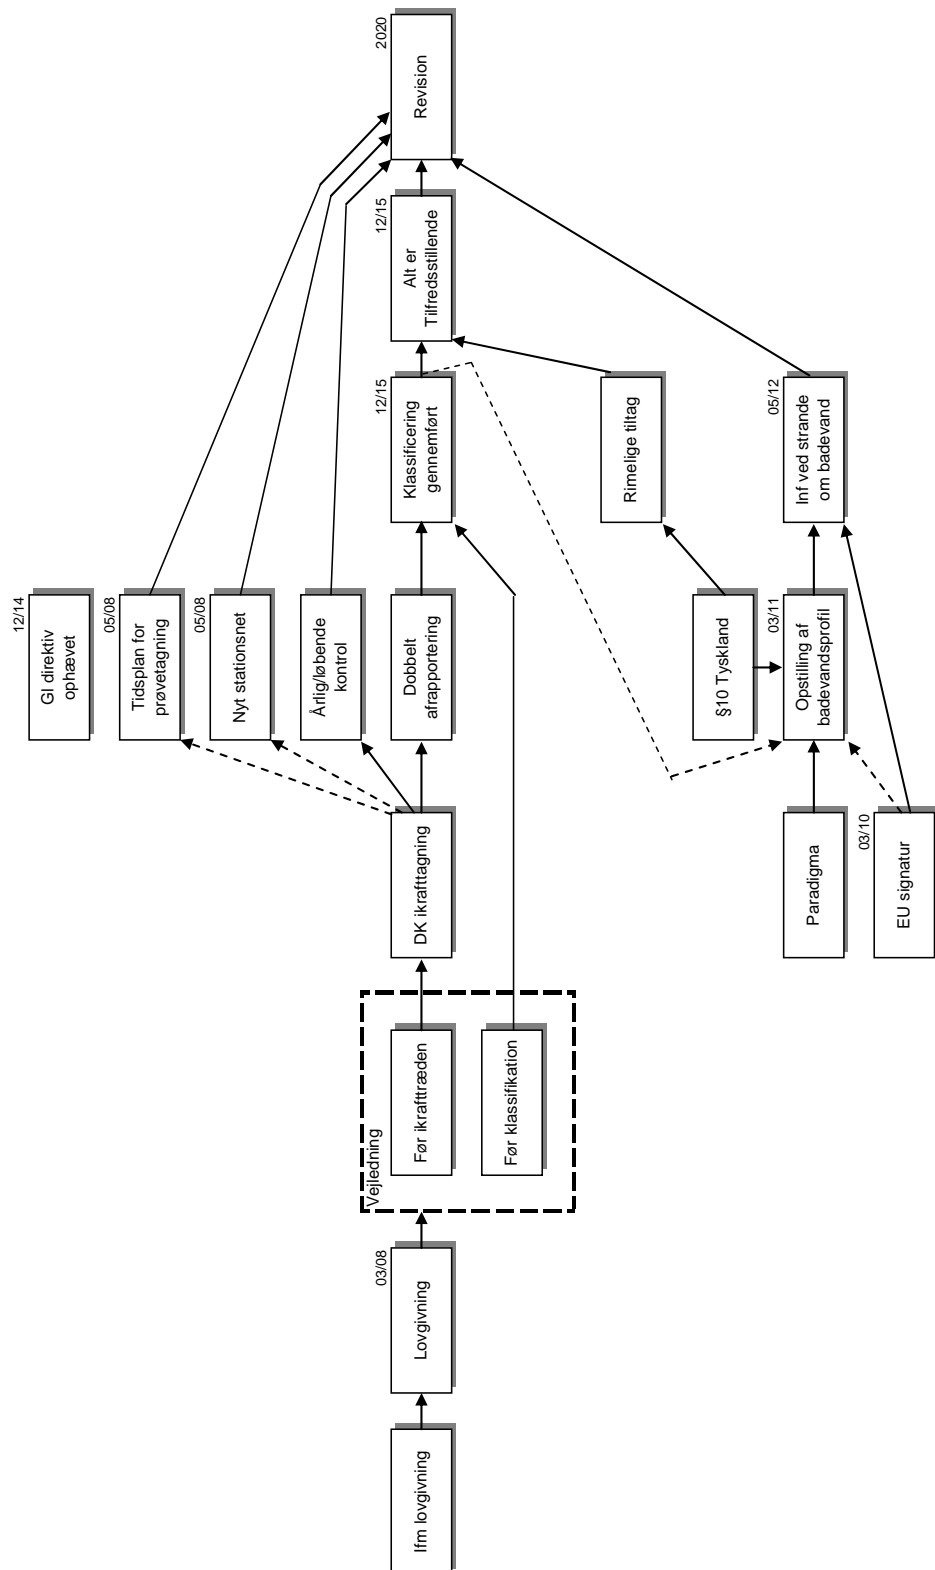 12/14
Gl direktiv
ophævet
05/08
Tidsplan for
prøvetagning
05/08
Nyt stationsnet
Årlig/løbende
kontrol
2020
Revision
12/15
Alt er
Tilfredsstillende
12/15
Klassificering
gennemført
Dobbelt
afrapportering
DK ikrafttagning
Vejledning
Før ikrafttræden
Før klassifikation
03/08
Lovgivning
Ifm lovgivning
Rimelige tiltag
§10 Tyskland
05/12
Inf ved strande
om badevand
03/11
Opstilling af
badevandsprofil
Paradigma
03/10
EU signatur